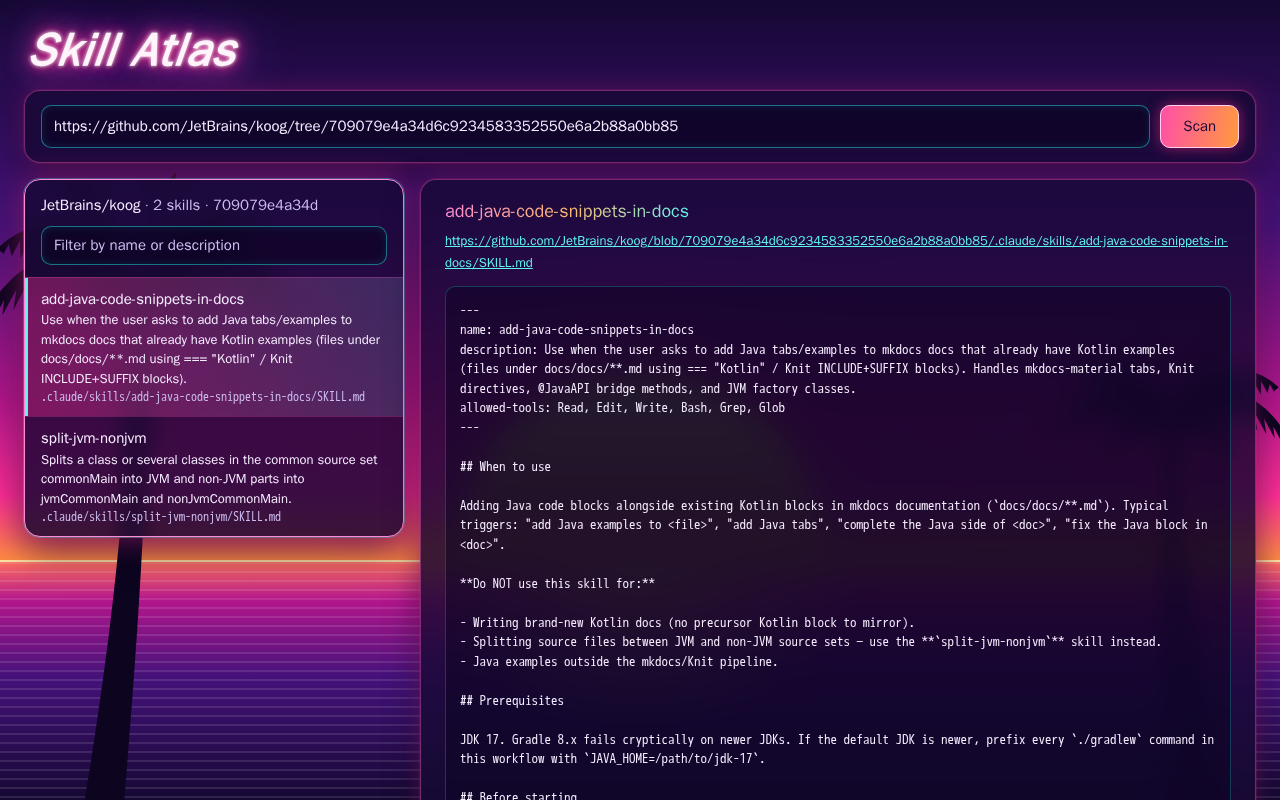 Skill Atlas
https://github.com/JetBrains/koog/tree/709079e4a34d6c9234583352550e6a2b88a0bb85
Scan
JetBrains/koog · 2 skills · 709079e4a34d
Filter by name or description
add-java-code-snippets-in-docs
Use when the user asks to add Java tabs/examples to
mkdocs docs that already have Kotlin examples (files under
docs/docs/**.md using === "Kotlin" / Knit
INCLUDE+SUFFIX blocks).
.claude/skills/add-java-code-snippets-in-docs/SKILL.md
split-jvm-nonjvm
Splits a class or several classes in the common source set
commonMain into JVM and non-JVM parts into
jvmCommonMain and nonJvmCommonMain.
.claude/skills/split-jvm-nonjvm/SKILL.md
add-java-code-snippets-in-docs
https://github.com/JetBrains/koog/blob/709079e4a34d6c9234583352550e6a2b88a0bb85/.claude/skills/add-java-code-snippets-in-
docs/SKILL.md
---
name: add-java-code-snippets-in-docs
description: Use when the user asks to add Java tabs/examples to mkdocs docs that already have Kotlin examples
(files under docs/docs/**.md using === "Kotlin" / Knit INCLUDE+SUFFIX blocks). Handles mkdocs-material tabs, Knit
directives, @JavaAPI bridge methods, and JVM factory classes.
allowed-tools: Read, Edit, Write, Bash, Grep, Glob
---
## When to use
Adding Java code blocks alongside existing Kotlin blocks in mkdocs documentation (`docs/docs/**.md`). Typical
triggers: "add Java examples to <file>", "add Java tabs", "complete the Java side of <doc>", "fix the Java block in
<doc>".
**Do NOT use this skill for:**
- Writing brand-new Kotlin docs (no precursor Kotlin block to mirror).
- Splitting source files between JVM and non-JVM source sets — use the **`split-jvm-nonjvm`** skill instead.
- Java examples outside the mkdocs/Knit pipeline.
## Prerequisites
JDK 17. Gradle 8.x fails cryptically on newer JDKs. If the default JDK is newer, prefix every `./gradlew` command in
this workflow with `JAVA_HOME=/path/to/jdk-17`.
## Before starting